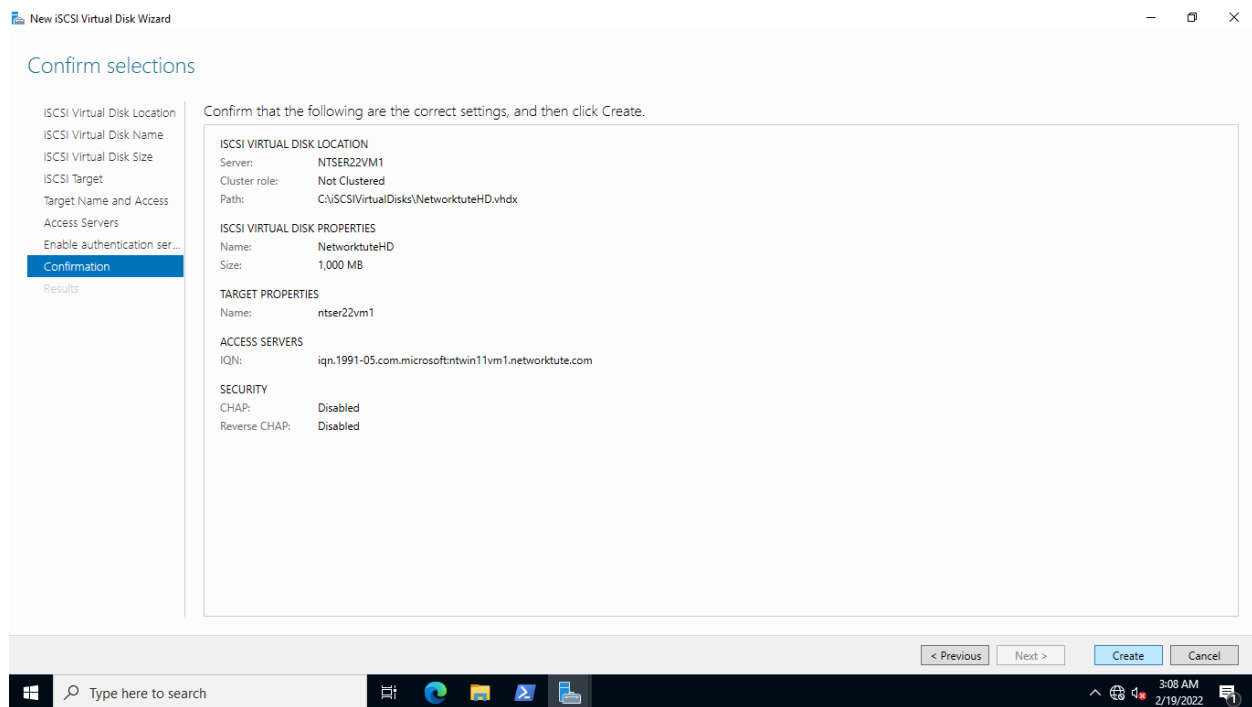 New iSCSI Virtual Disk Wizard
Confirm selections
iSCSI Virtual Disk Location
iSCSI Virtual Disk Name
iSCSI Virtual Disk Size
iSCSI Target
Target Name and Access
Access Servers
Enable authentication ser...
Confirmation
Results
Confirm that the following are the correct settings, and then click Create.
ISCSI VIRTUAL DISK LOCATION
Server: NTSER22VM1
Cluster role: Not Clustered
Path: C:\iSCSIVirtualDisks\NetworktuteHD.vhdx
ISCSI VIRTUAL DISK PROPERTIES
Name: NetworktuteHD
Size: 1,000 MB
TARGET PROPERTIES
Name: ntser22vm1
ACCESS SERVERS
IQN: iqn.1991-05.com.microsoft:ntwin11vm1.networktute.com
SECURITY
CHAP: Disabled
Reverse CHAP: Disabled
< Previous Next > Create Cancel
Type here to search
3:08 AM
2/19/2022
1